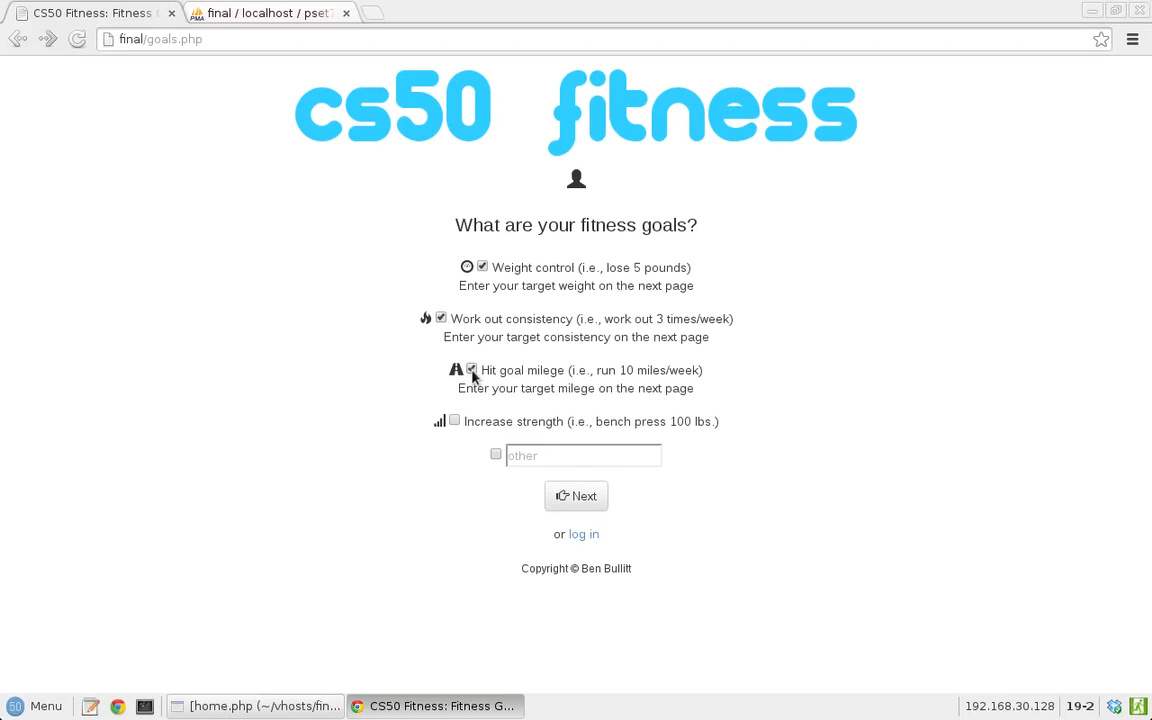 CS50 Fitness: Fitness
final / localhost / pset7
final/goals.php
cs50 fitness
What are your fitness goals?
Weight control (i.e., lose 5 pounds)
Enter your target weight on the next page
Work out consistency (i.e., work out 3 times/week)
Enter your target consistency on the next page
Hit goal milege (i.e., run 10 miles/week)
Enter your target milege on the next page
Increase strength (i.e., bench press 100 lbs.)
other
Next
or log in
Copyright © Ben Bullitt
50 Menu
[home.php (~/vhosts/fin...
CS50 Fitness: Fitness G...
192.168.30.128
19-2